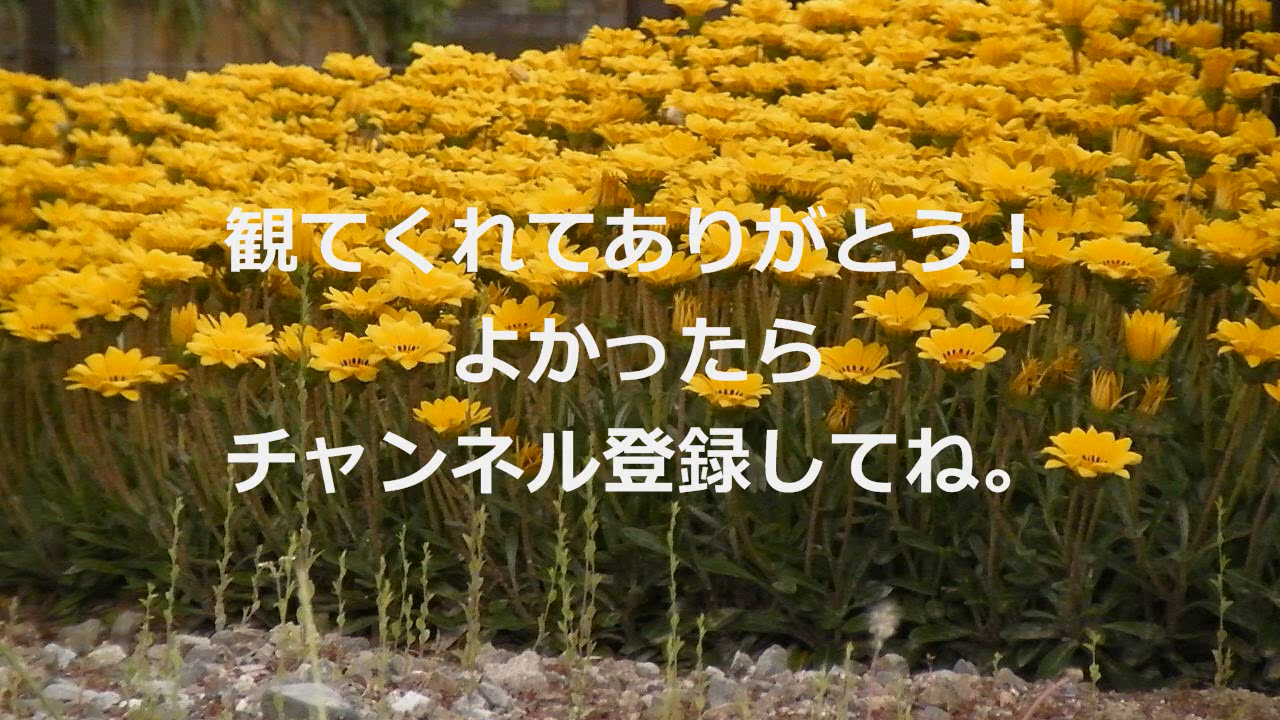 観てくれてありがとう！
よかったら
チャンネル登録してね。